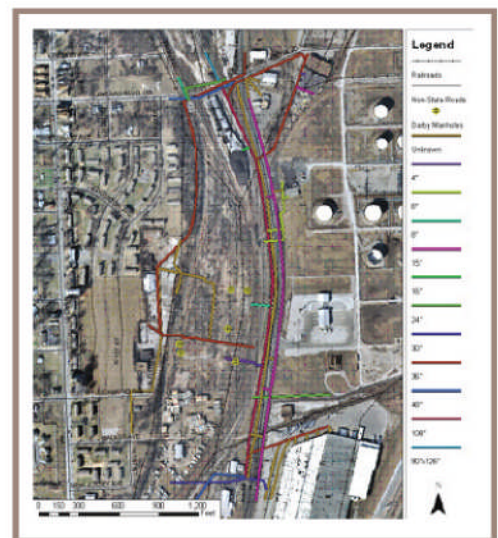 Legend
Railroads
Non-State Roads
Darby Manholes
Unknown
4"
6"
8"
15"
18"
24"
30"
36"
48"
108"
90"x126"
N
0 150 300 600 900 1,200
Feet